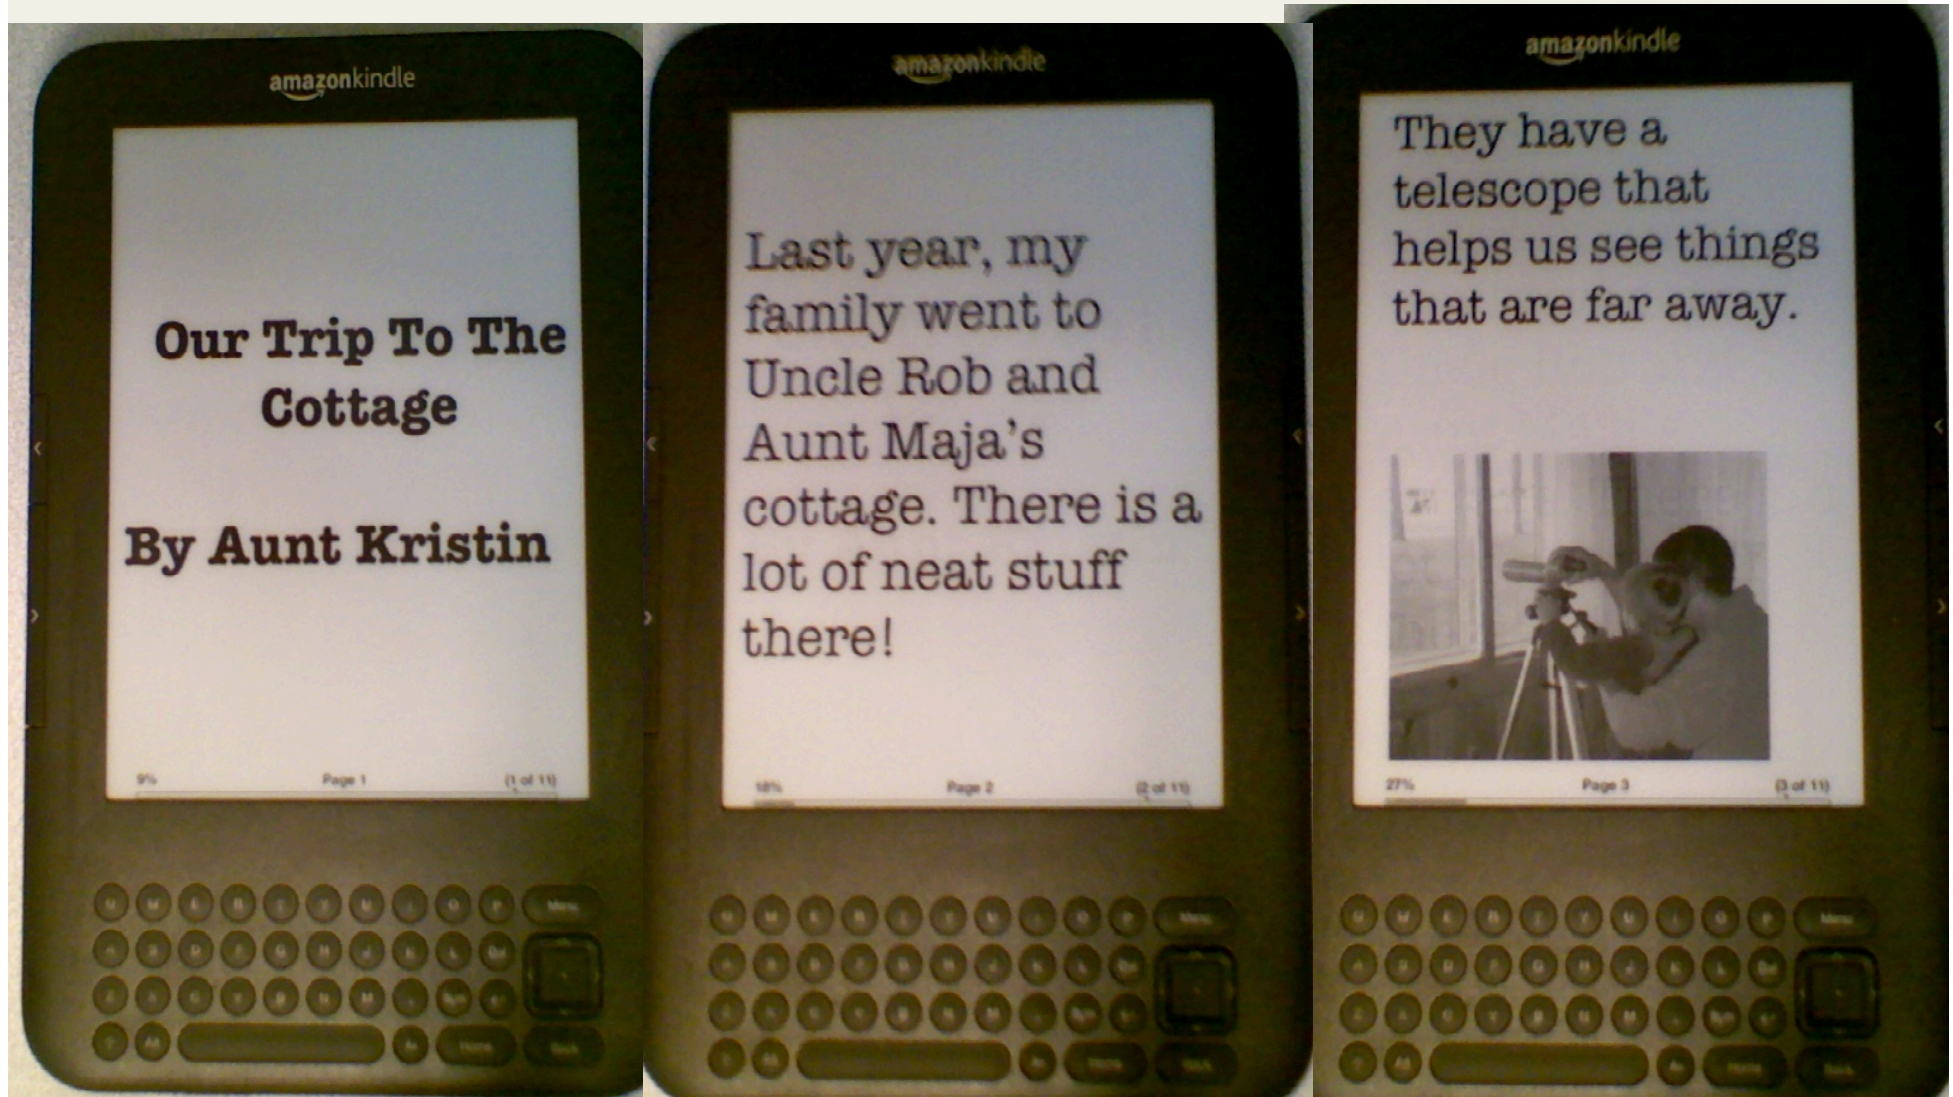 amazonkindle
Our Trip To The
Cottage
By Aunt Kristin
9% Page 1 (1 of 11)
amazonkindle
Last year, my
family went to
Uncle Rob and
Aunt Maja's
cottage. There is a
lot of neat stuff
there!
18% Page 2 (2 of 11)
amazonkindle
They have a
telescope that
helps us see things
that are far away.
27% Page 3 (3 of 11)